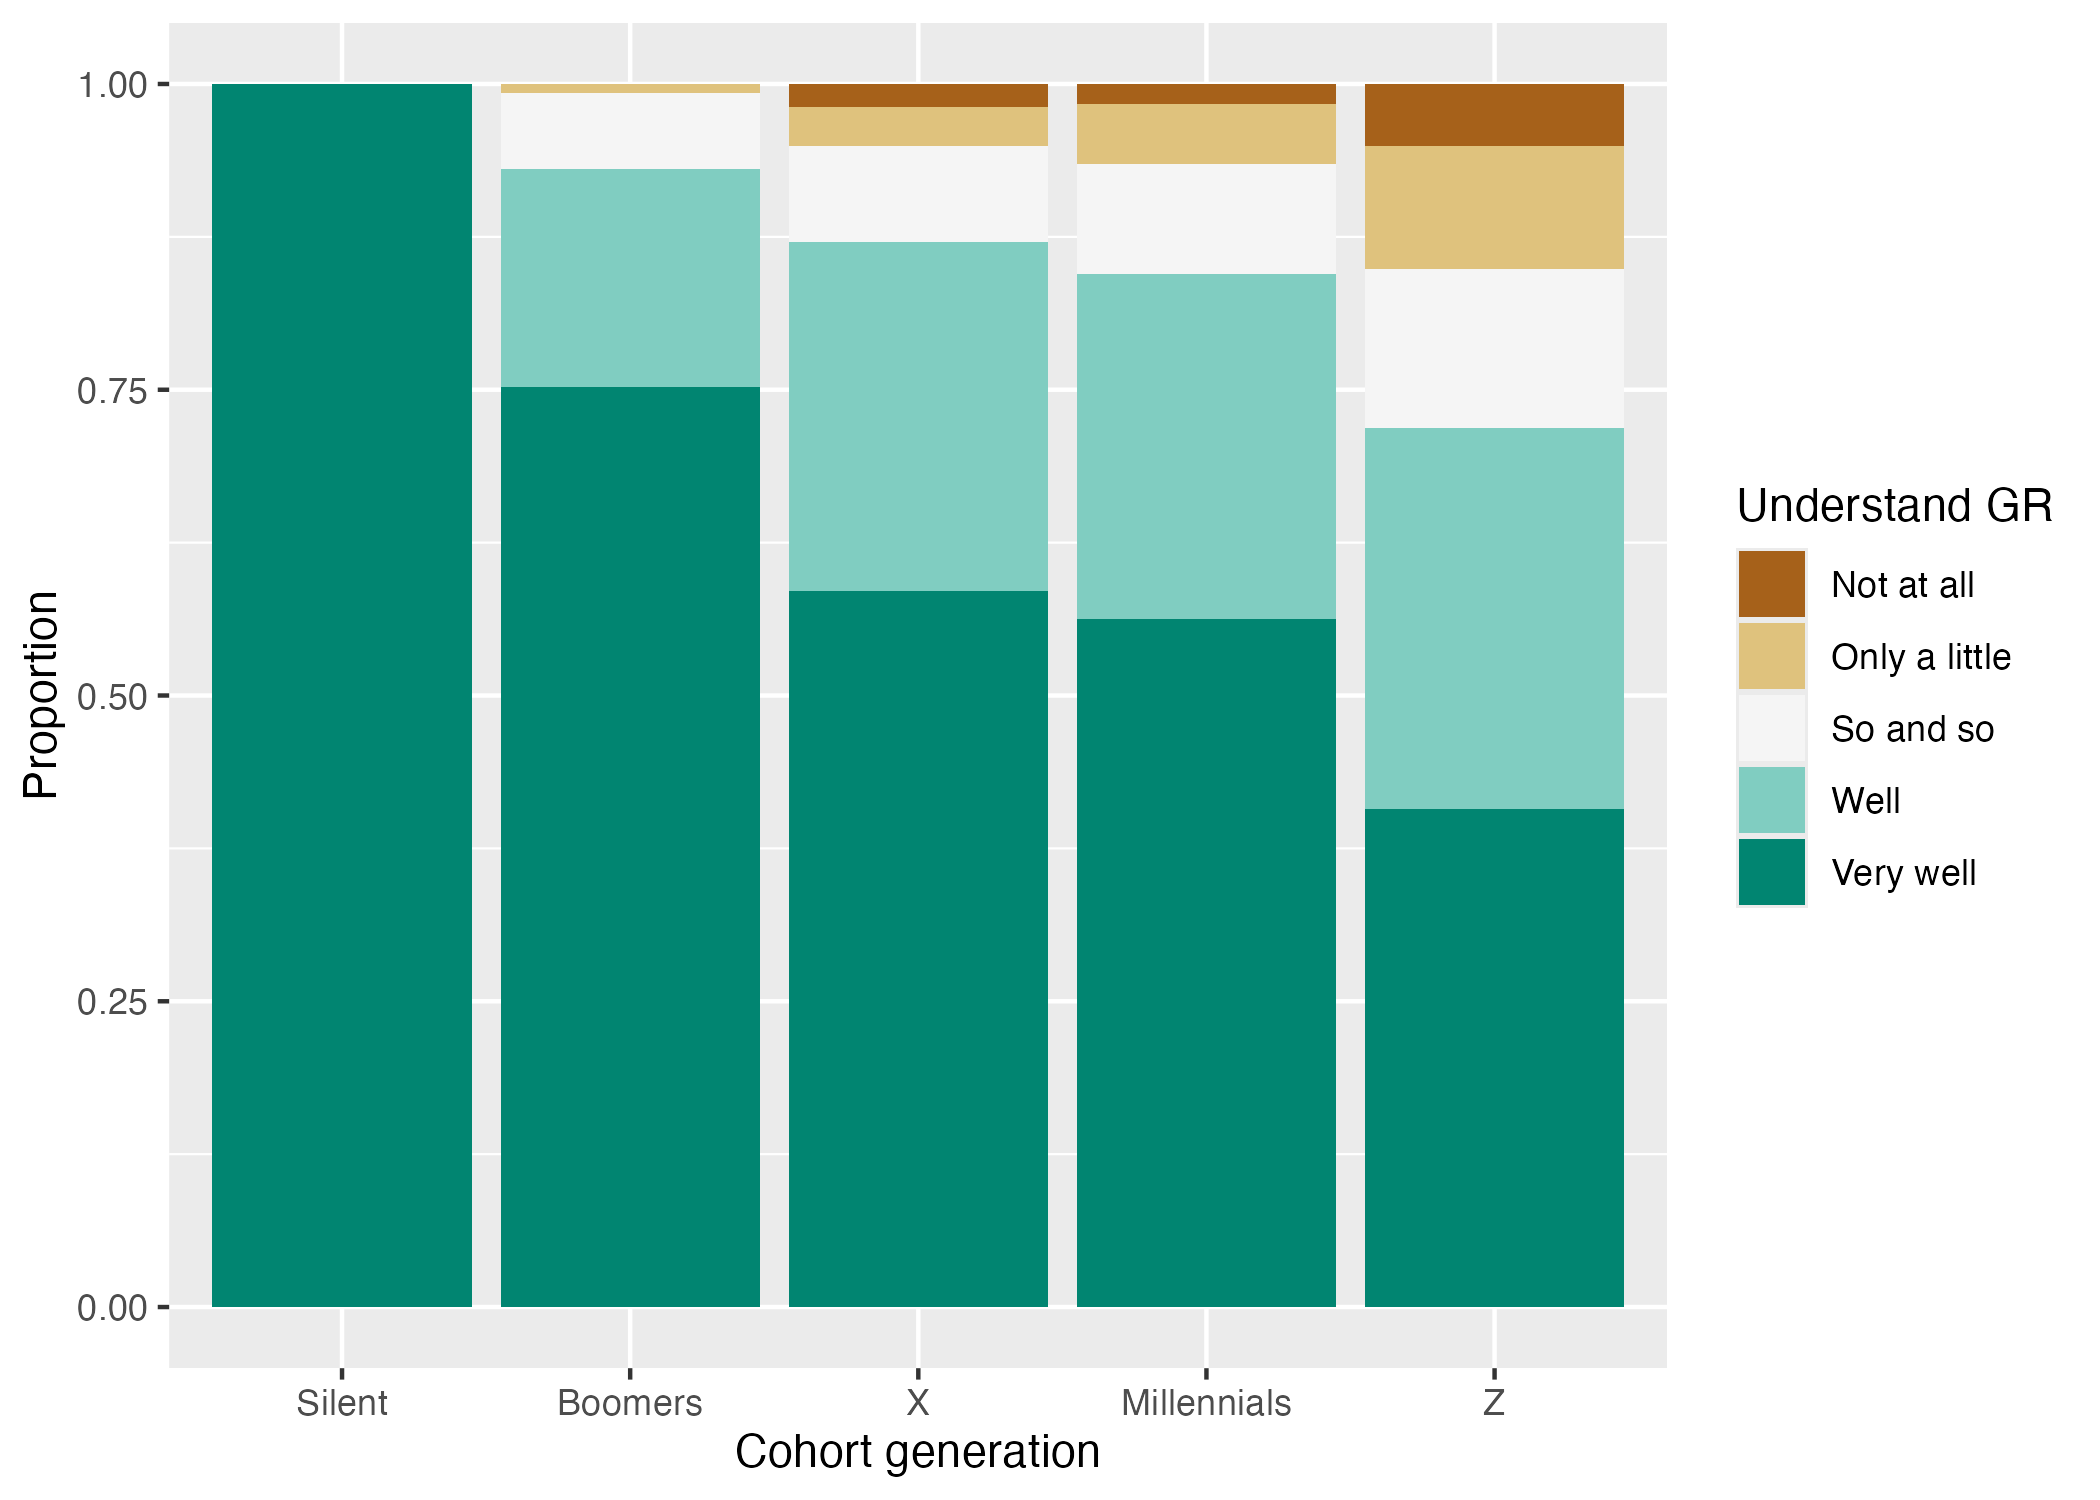 1.00
0.75
0.50
0.25
0.00
Proportion
Silent
Boomers
X
Millennials
Z
Cohort generation
Understand GR
Not at all
Only a little
So and so
Well
Very well